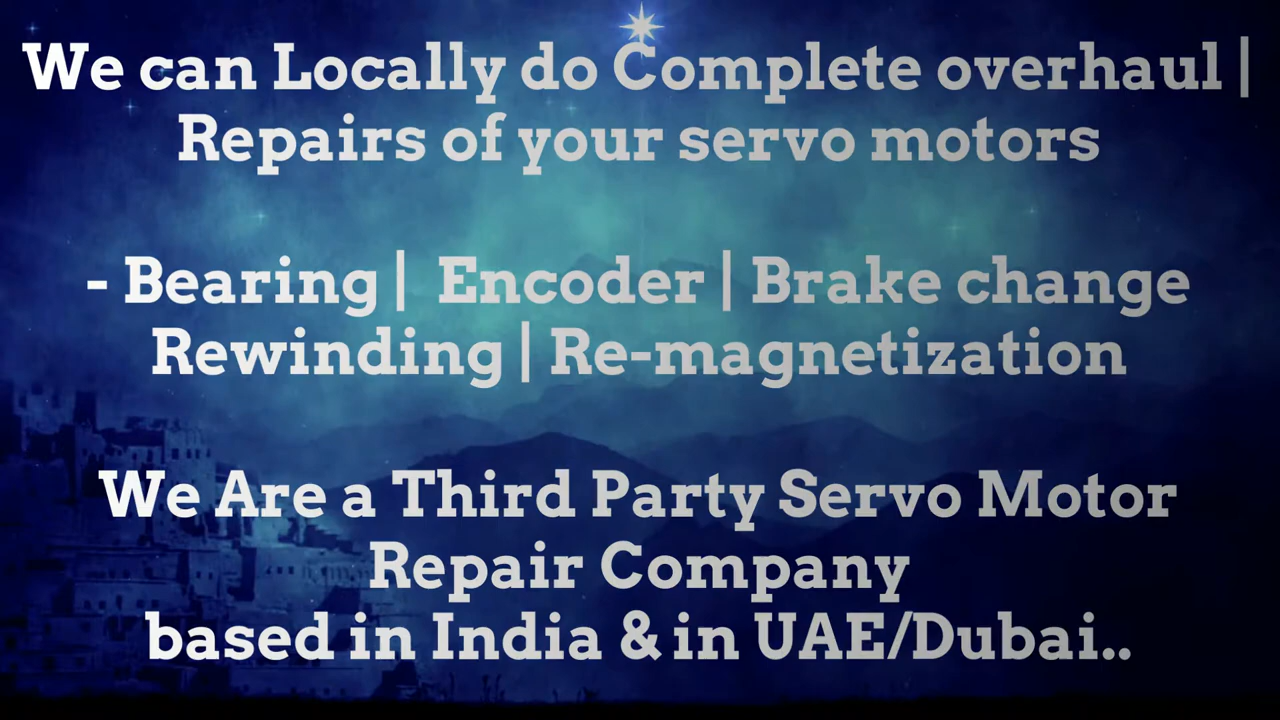 We can Locally do Complete overhaul |
Repairs of your servo motors
- Bearing | Encoder | Brake change
Rewinding | Re-magnetization
We Are a Third Party Servo Motor
Repair Company
based in India & in UAE/Dubai..